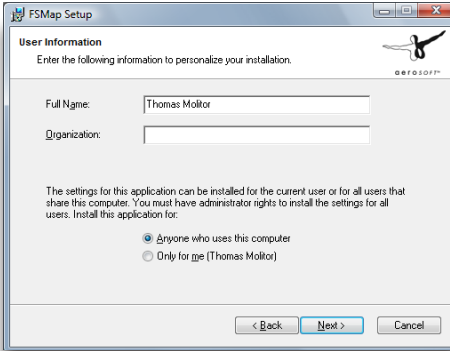 FSMap Setup
User Information
Enter the following information to personalize your installation.
aerosoft™
Full Name:
Thomas Molitor
Organization:
The settings for this application can be installed for the current user or for all users that
share this computer. You must have administrator rights to install the settings for all
users. Install this application for:
Anyone who uses this computer
Only for me (Thomas Molitor)
< Back
Next >
Cancel